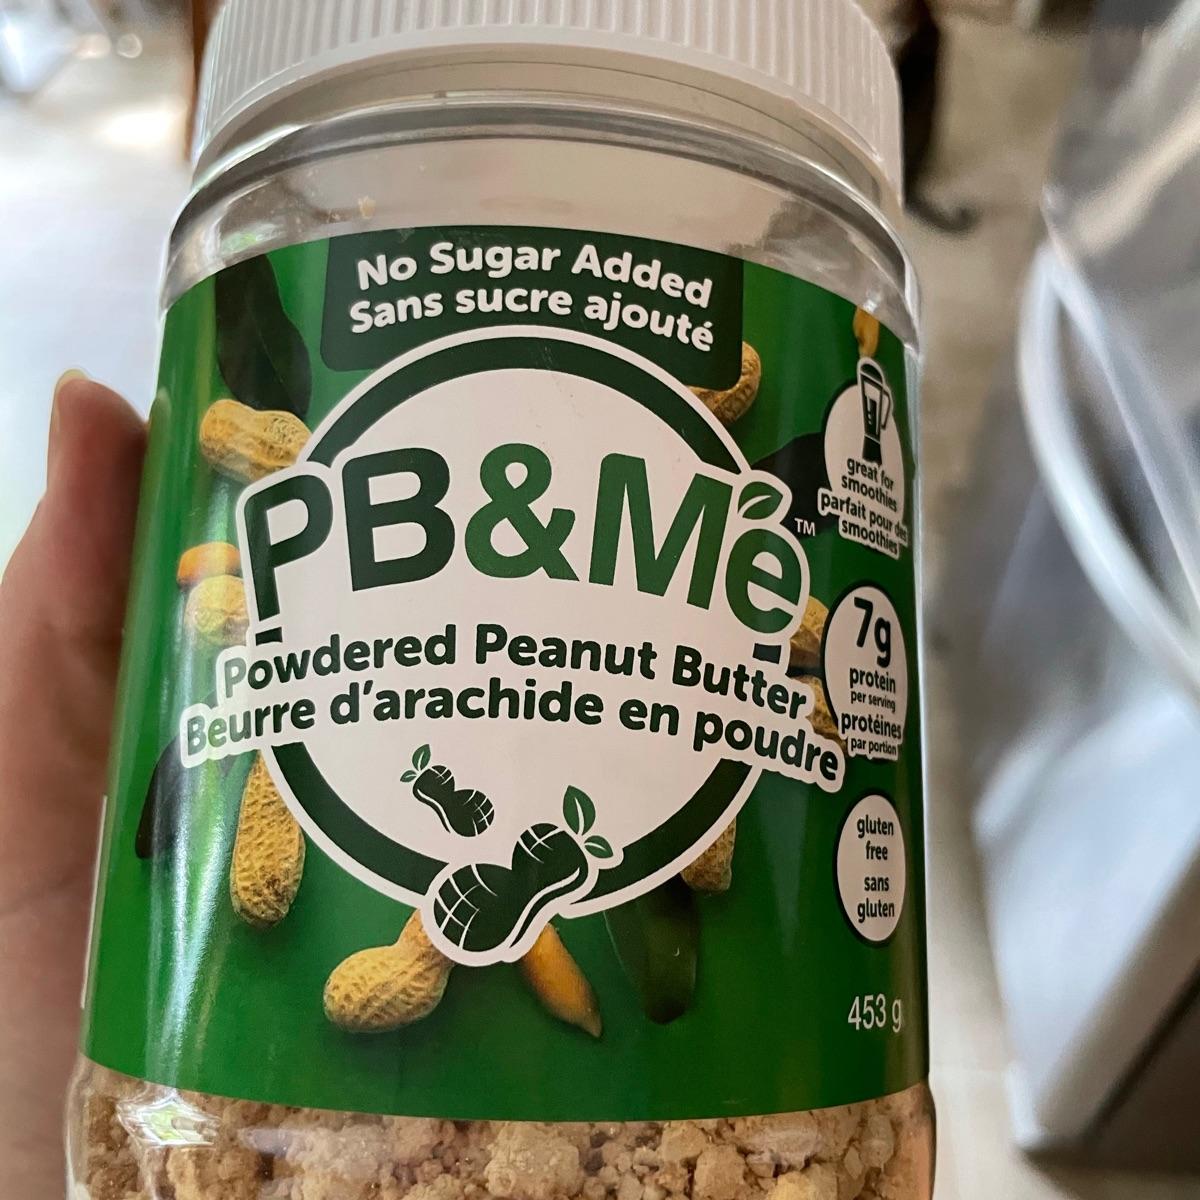 No Sugar Added
Sans sucre ajouté
PB&Me™
Powdered Peanut Butter
Beurre d'arachide en poudre
great for
smoothies
parfait pour des
smoothies
7g
protein
per serving
protéines
par portion
gluten
free
sans
gluten
453 g